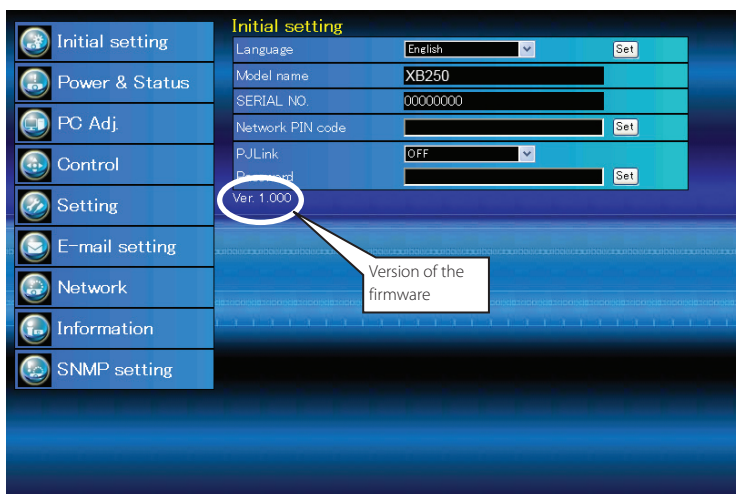 Initial setting
Power & Status
PC Adj.
Control
Setting
E-mail setting
Network
Information
SNMP setting
Initial setting
Language English Set
Model name XB250
SERIAL NO. 00000000
Network PIN code Set
PJLink OFF
Password Set
Ver. 1.000
Version of the
firmware